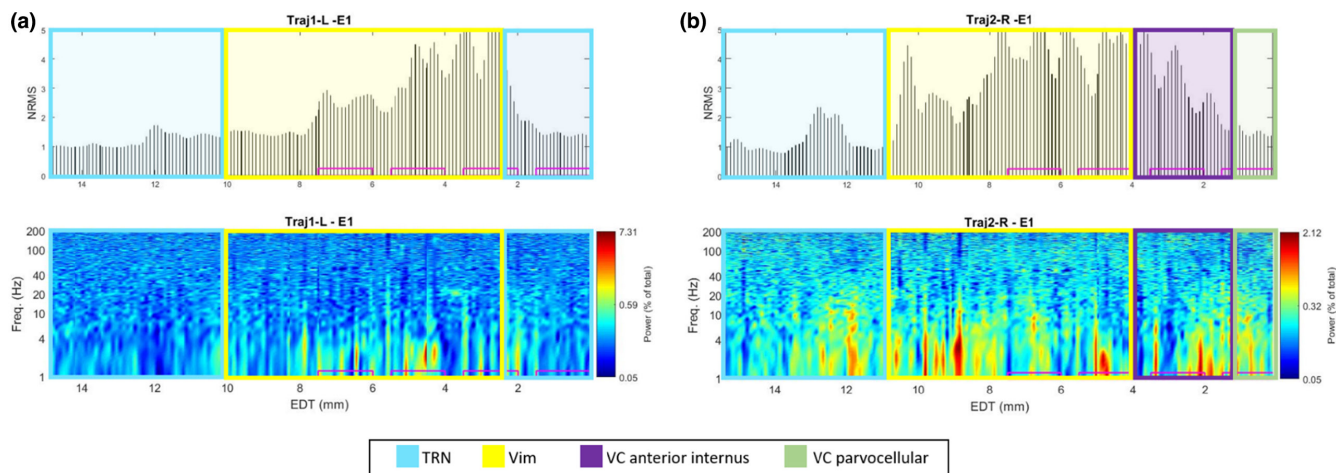 (a)
Traj1-L -E1
NRMS
5
4
3
2
1
0
14 12 10 8 6 4 2
Traj1-L - E1
Freq. (Hz)
200
100
40
20
10
4
1
14 12 10 8 6 4 2
EDT (mm)
7.31
0.59
0.05
Power (% of total)
(b)
Traj2-R -E1
NRMS
5
4
3
2
1
0
14 12 10 8 6 4 2
Traj2-R - E1
Freq. (Hz)
200
100
40
20
10
4
1
14 12 10 8 6 4 2
EDT (mm)
2.12
0.32
0.05
Power (% of total)
TRN Vim VC anterior internus VC parvocellular